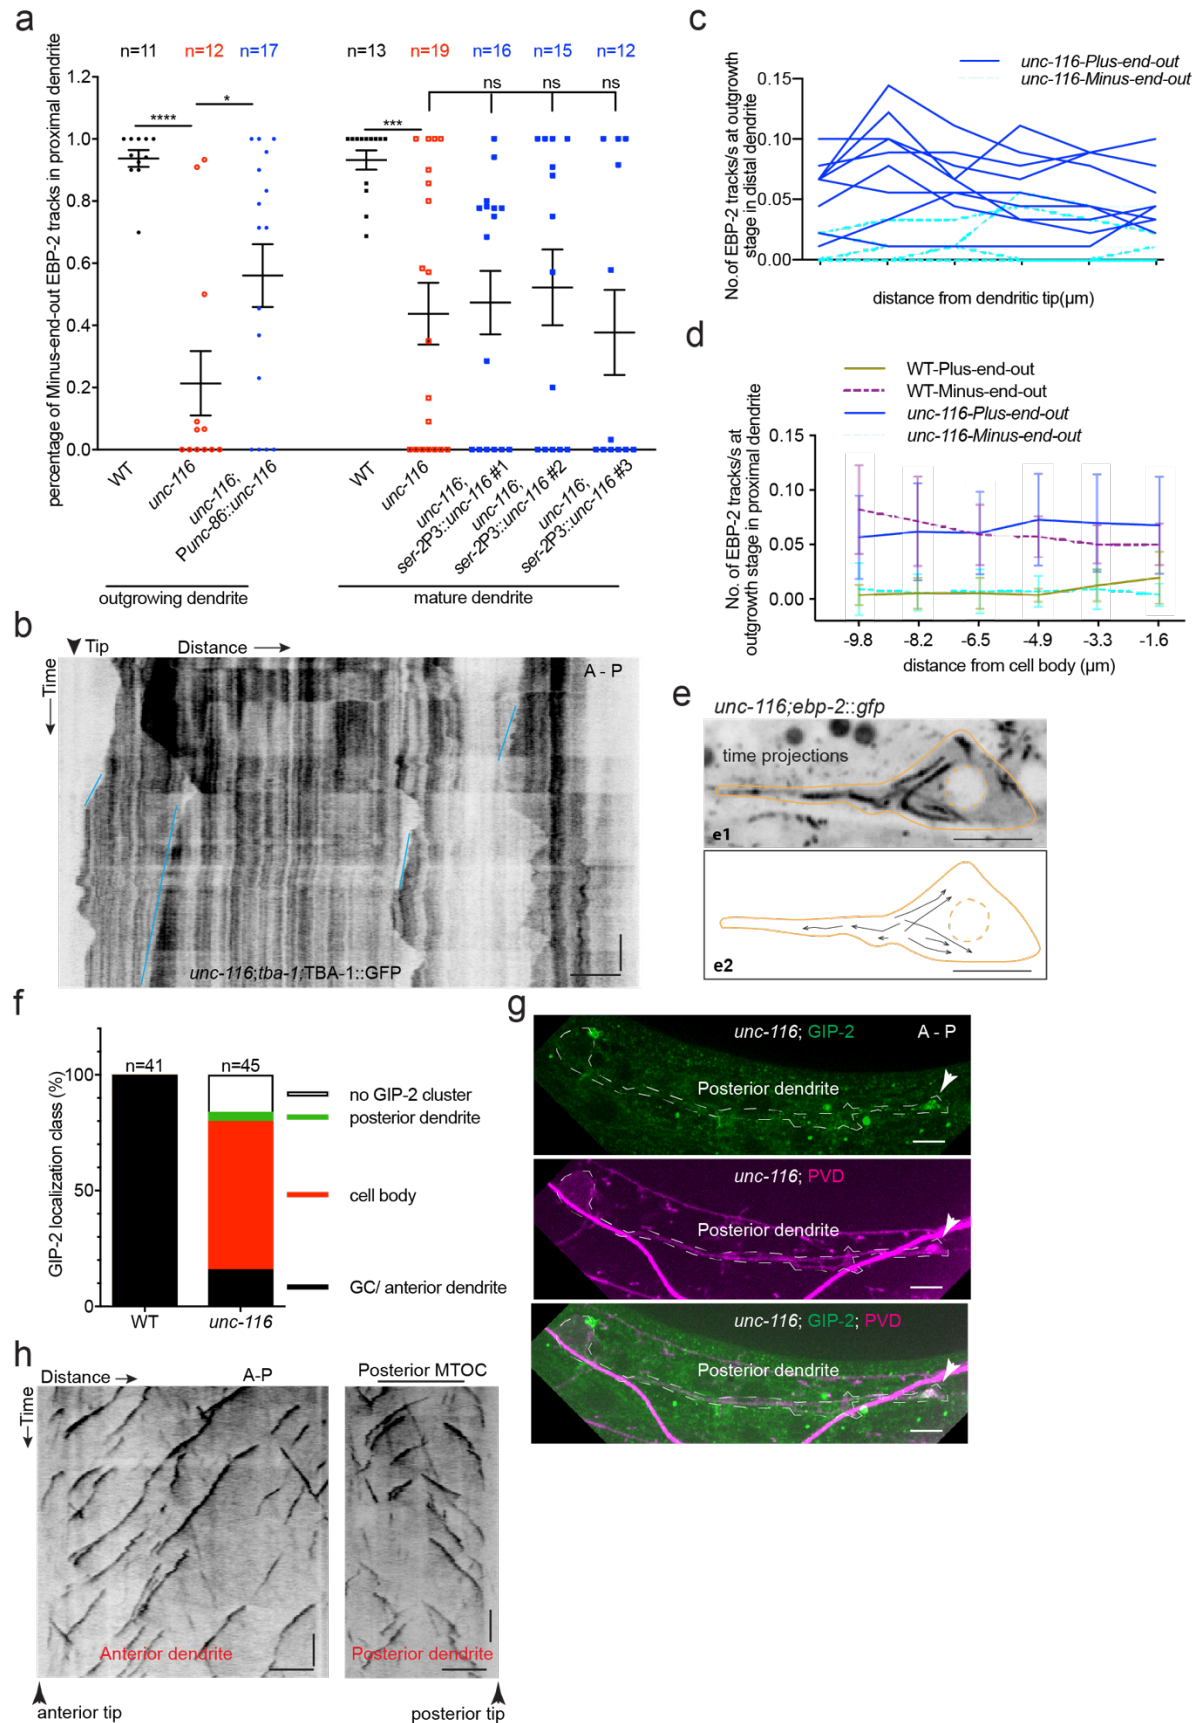 a
n=11 n=12 n=17 n=13 n=19 n=16 n=15 n=12
percentage of Minus-end-out EBP-2 tracks in proximal dendrite
1.2
1.0
0.8
0.6
0.4
0.2
0.0
**** * *** ns ns ns
WT
unc-116
unc-116;
Punc-86::unc-116
WT
unc-116
unc-116;
ser-2P3::unc-116 #1
unc-116;
ser-2P3::unc-116 #2
unc-116;
ser-2P3::unc-116 #3
outgrowing dendrite
mature dendrite
b
Tip
Distance
Time
A - P
unc-116;tba-1;TBA-1::GFP
c
unc-116-Plus-end-out
unc-116-Minus-end-out
No.of EBP-2 tracks/s at outgrowth
stage in distal dendrite
0.15
0.10
0.05
0.00
distance from dendritic tip(µm)
d
WT-Plus-end-out
WT-Minus-end-out
unc-116-Plus-end-out
unc-116-Minus-end-out
No. of EBP-2 tracks/s at
outgrowth stage in proximal dendrite
0.15
0.10
0.05
0.00
-9.8 -8.2 -6.5 -4.9 -3.3 -1.6
distance from cell body (µm)
e
unc-116;ebp-2::gfp
time projections
e1
e2
f
GIP-2 localization class (%)
100
50
0
n=41 n=45
WT unc-116
no GIP-2 cluster
posterior dendrite
cell body
GC/ anterior dendrite
g
unc-116; GIP-2
A - P
Posterior dendrite
unc-116; PVD
Posterior dendrite
unc-116; GIP-2; PVD
Posterior dendrite
h
Distance
A-P
Time
Posterior MTOC
Anterior dendrite
Posterior dendrite
anterior tip
posterior tip